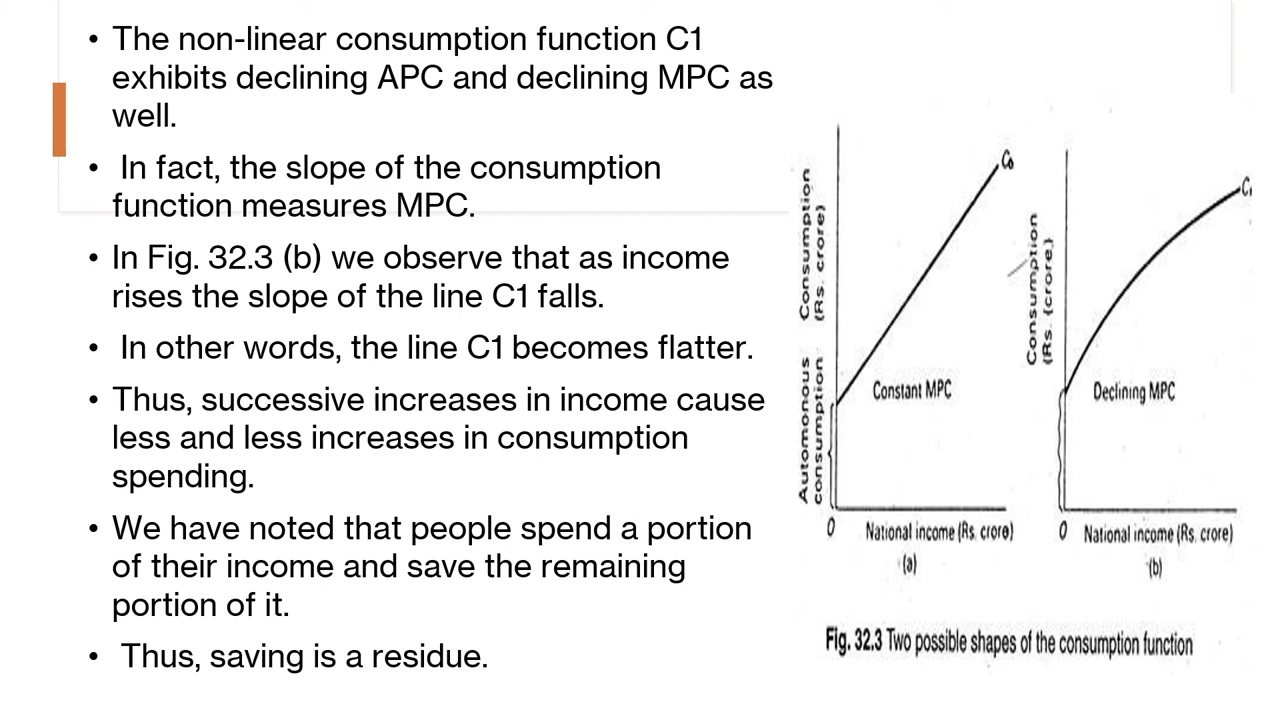 • The non-linear consumption function C1
exhibits declining APC and declining MPC as
well.
• In fact, the slope of the consumption
function measures MPC.
• In Fig. 32.3 (b) we observe that as income
rises the slope of the line C1 falls.
• In other words, the line C1 becomes flatter.
• Thus, successive increases in income cause
less and less increases in consumption
spending.
• We have noted that people spend a portion
of their income and save the remaining
portion of it.
• Thus, saving is a residue.
Consumption
(Rs. crore)
Automonous
consumption
C₀
Constant MPC
0
National income (Rs. crore)
(a)
Consumption
(Rs. (crore)
C₁
Declining MPC
0
National income (Rs. crore)
(b)
Fig. 32.3 Two possible shapes of the consumption function